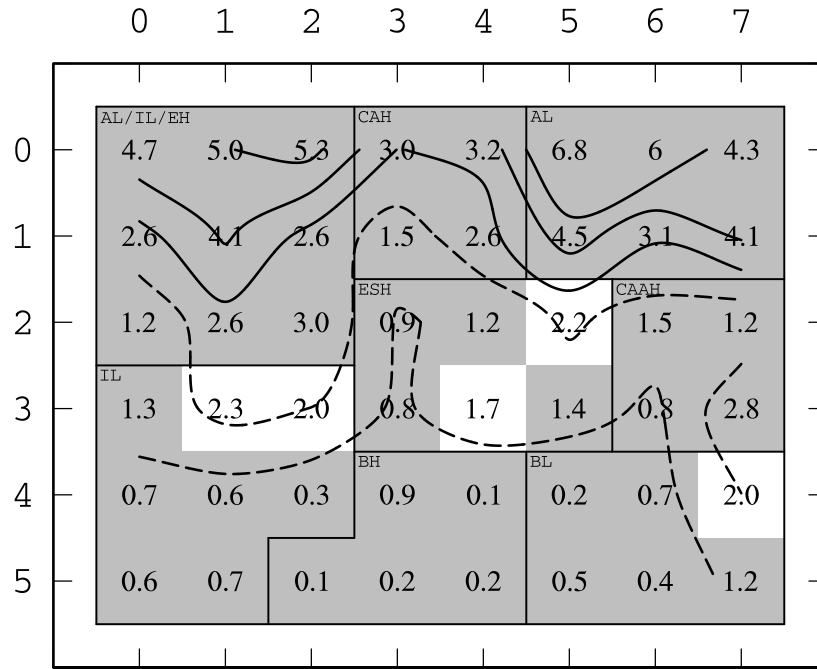 0 1 2 3 4 5 6 7
AL/IL/EH CAH AL
0 4.7 5.0 5.3 3.0 3.2 6.8 6 4.3
1 2.6 4.1 2.6 1.5 2.6 4.5 3.1 4.1
ESH CAAH
2 1.2 2.6 3.0 0.9 1.2 2.2 1.5 1.2
IL
3 1.3 2.3 2.0 0.8 1.7 1.4 0.8 2.8
BH BL
4 0.7 0.6 0.3 0.9 0.1 0.2 0.7 2.0
5 0.6 0.7 0.1 0.2 0.2 0.5 0.4 1.2